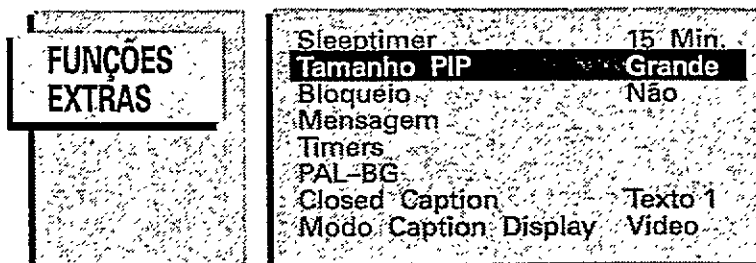 FUNÇÕES
EXTRAS
Sleeptimer 15 Min.
Tamanho PIP Grande
Bloqueio Não
Mensagem
Timers
PAL-BG
Closed Caption Texto 1
Modo Caption Display Video